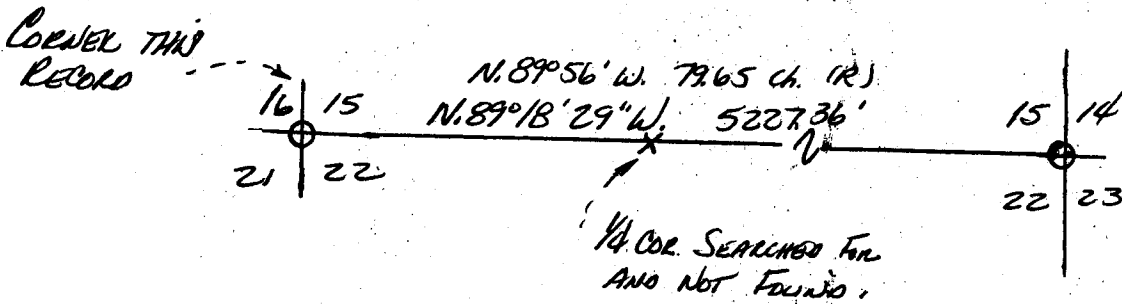 CORNER THIS
RECORD
N.89°56' W. 79.65 Ch. (R)
N.89°18'29"W. 5227.36'
16 15
21 22
15 14
22 23
1/4 COR. SEARCHED FOR
AND NOT FOUND.